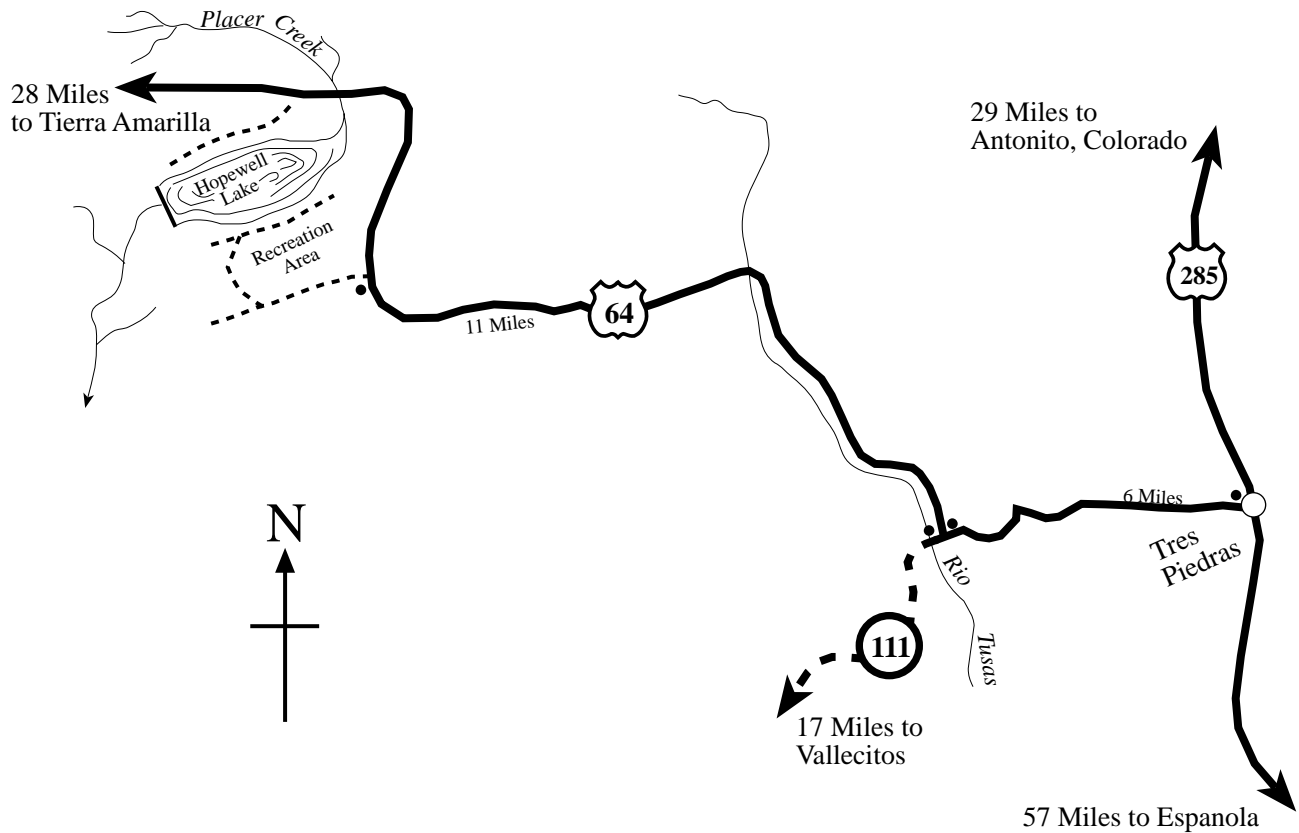 Placer Creek
28 Miles
to Tierra Amarilla
29 Miles to
Antonito, Colorado
Hopewell
Lake
Recreation
Area
285
64
11 Miles
N
6 Miles
Tres
Piedras
Rio Tusas
111
17 Miles to
Vallecitos
57 Miles to Espanola